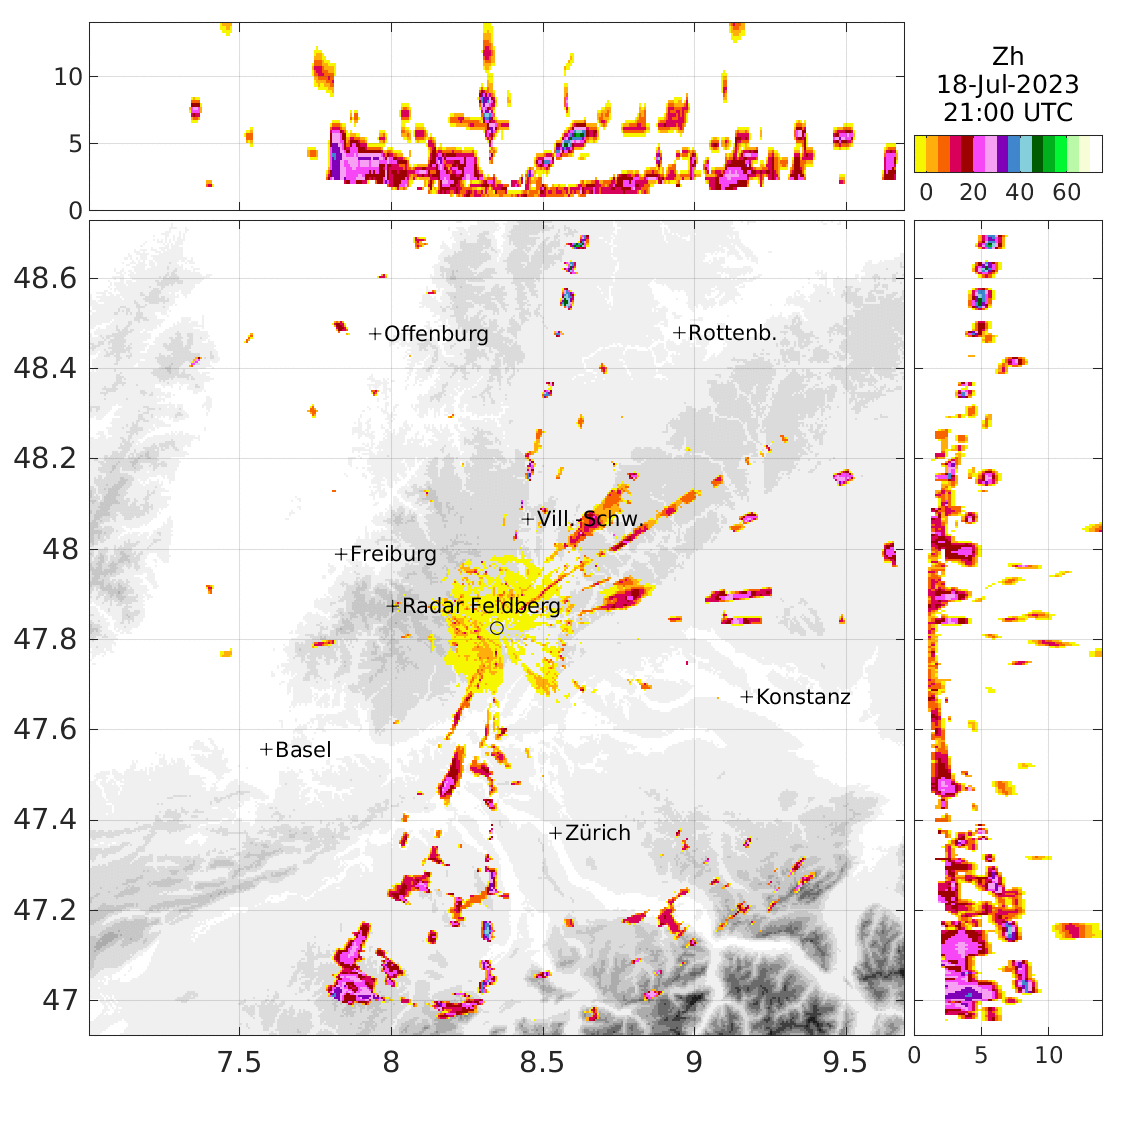 Zh
18-Jul-2023
21:00 UTC
0 20 40 60
10
5
0
48.6
48.4
48.2
48
47.8
47.6
47.4
47.2
47
+Offenburg
+Rottenb.
+Vill.-Schw.
+Freiburg
+Radar Feldberg
+Konstanz
+Basel
+Zürich
7.5 8 8.5 9 9.5
0 5 10